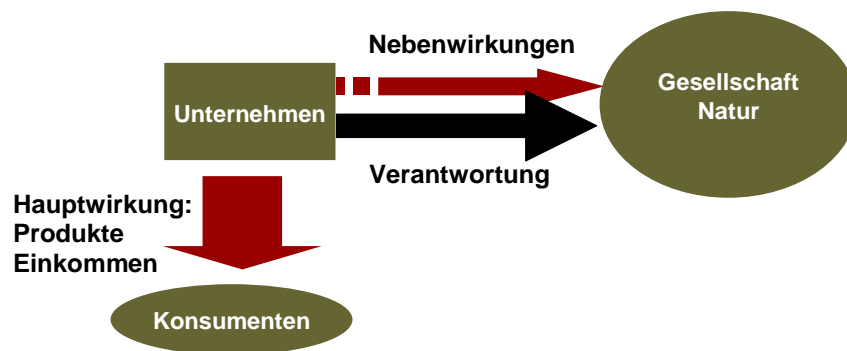 Nebenwirkungen
Gesellschaft
Natur
Unternehmen
Verantwortung
Hauptwirkung:
Produkte
Einkommen
Konsumenten